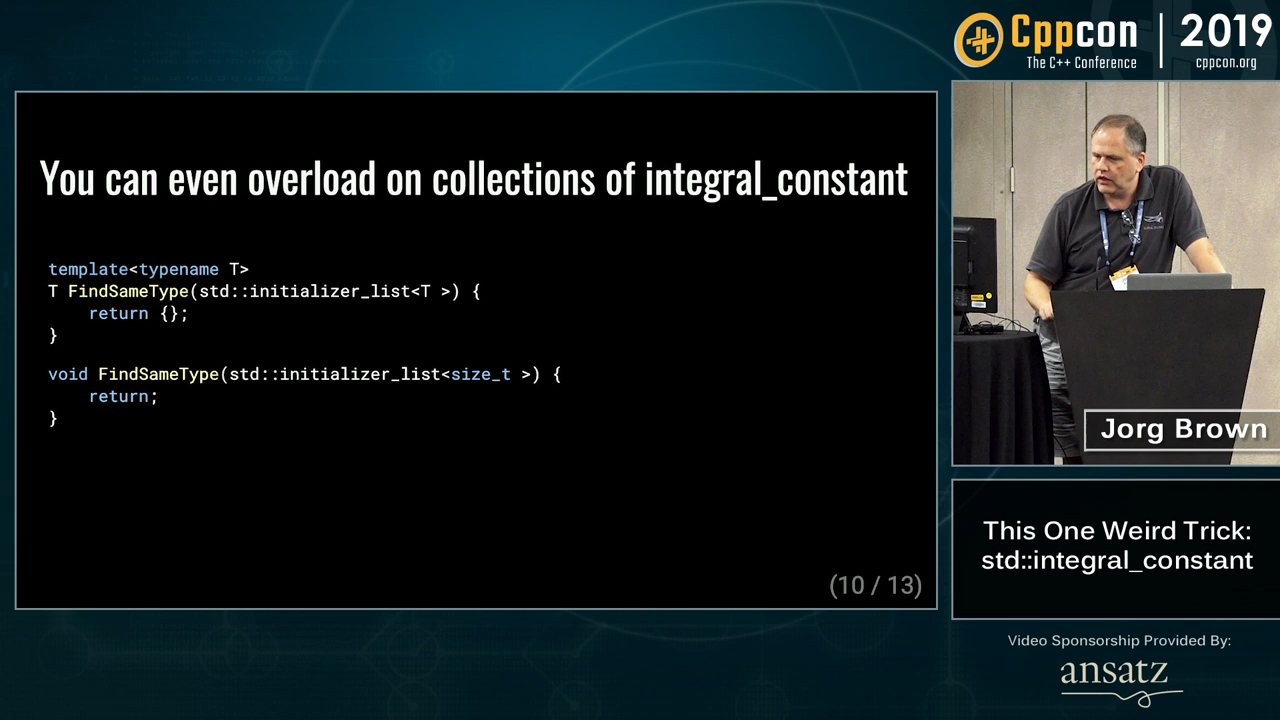 Cppcon | 2019
The C++ Conference
cppcon.org
You can even overload on collections of integral_constant
template<typename T>
T FindSameType(std::initializer_list<T >) {
    return {};
}
void FindSameType(std::initializer_list<size_t >) {
    return;
}
(10 / 13)
Jorg Brown
This One Weird Trick:
std::integral_constant
Video Sponsorship Provided By:
ansatz